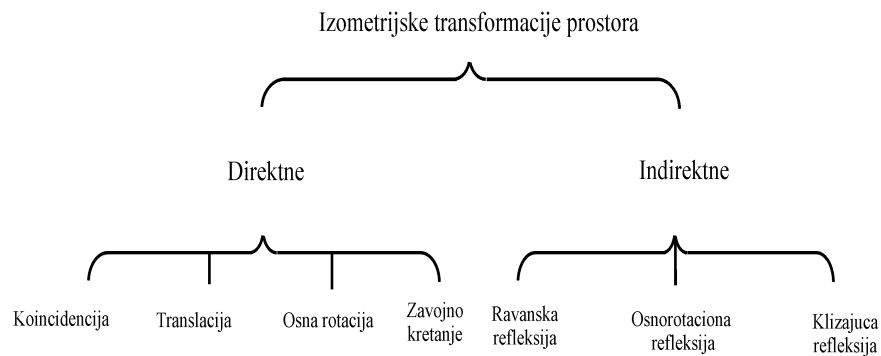 Izometrijske transformacije prostora
Direktne
Indirektne
Koincidencija
Translacija
Osna rotacija
Zavojno
kretanje
Ravanska
refleksija
Osnorotaciona
refleksija
Klizajuca
refleksija